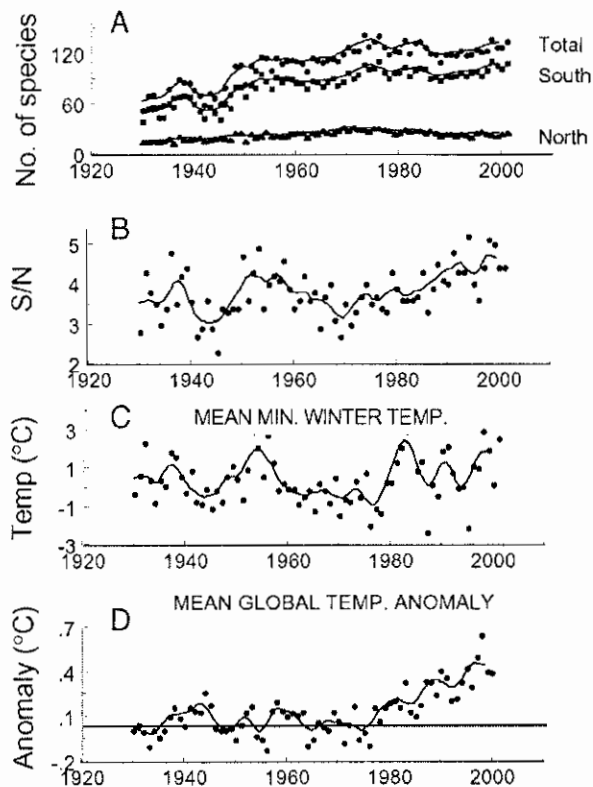 A
No. of species
120
60
0
Total
South
North
1920 1940 1960 1980 2000
B
S/N
5
4
3
2
1920 1940 1960 1980 2000
C MEAN MIN. WINTER TEMP.
Temp (°C)
3
1
-1
-3
1920 1940 1960 1980 2000
D MEAN GLOBAL TEMP. ANOMALY
Anomaly (°C)
.7
.4
.1
-.2
1920 1940 1960 1980 2000